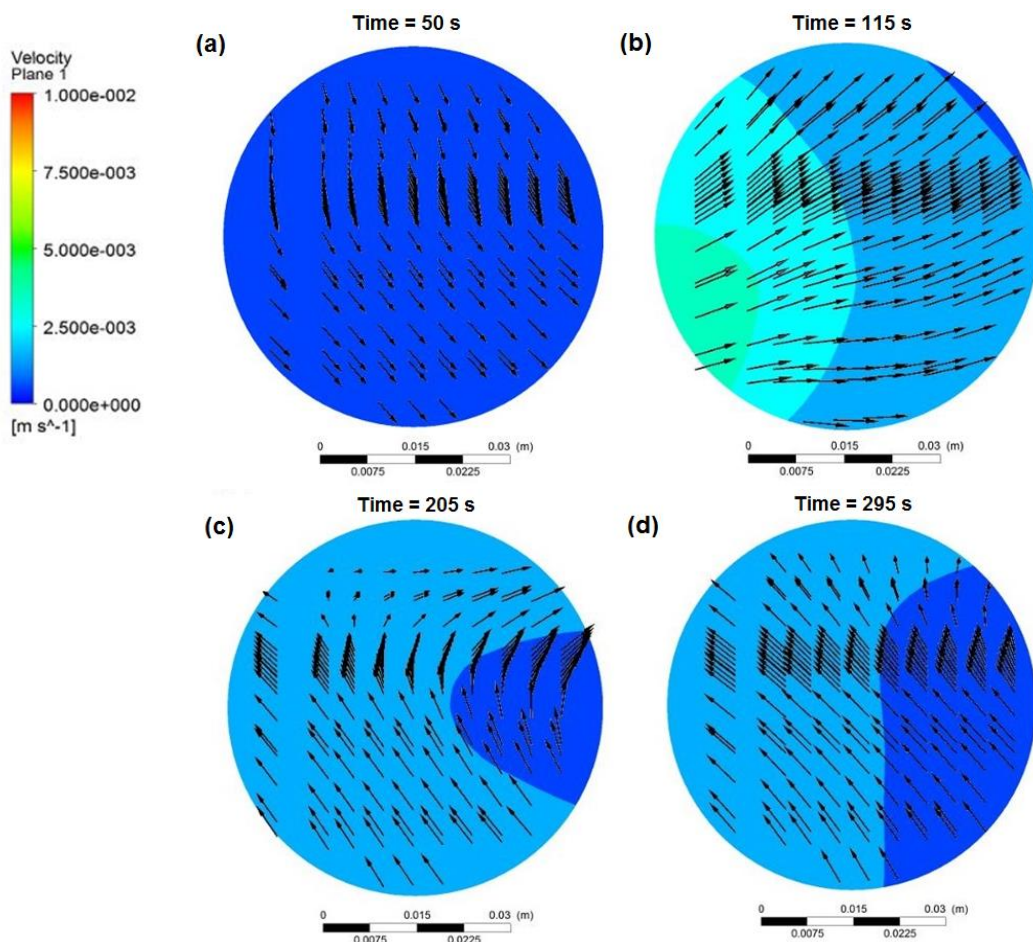 Time = 50 s
Time = 115 s
(a)
(b)
Velocity
Plane 1
1.000e-002
7.500e-003
5.000e-003
2.500e-003
0.000e+000
[m s^-1]
0 0.015 0.03 (m)
0.0075 0.0225
0 0.015 0.03 (m)
0.0075 0.0225
Time = 205 s
Time = 295 s
(c)
(d)
0 0.015 0.03 (m)
0.0075 0.0225
0 0.015 0.03 (m)
0.0075 0.0225